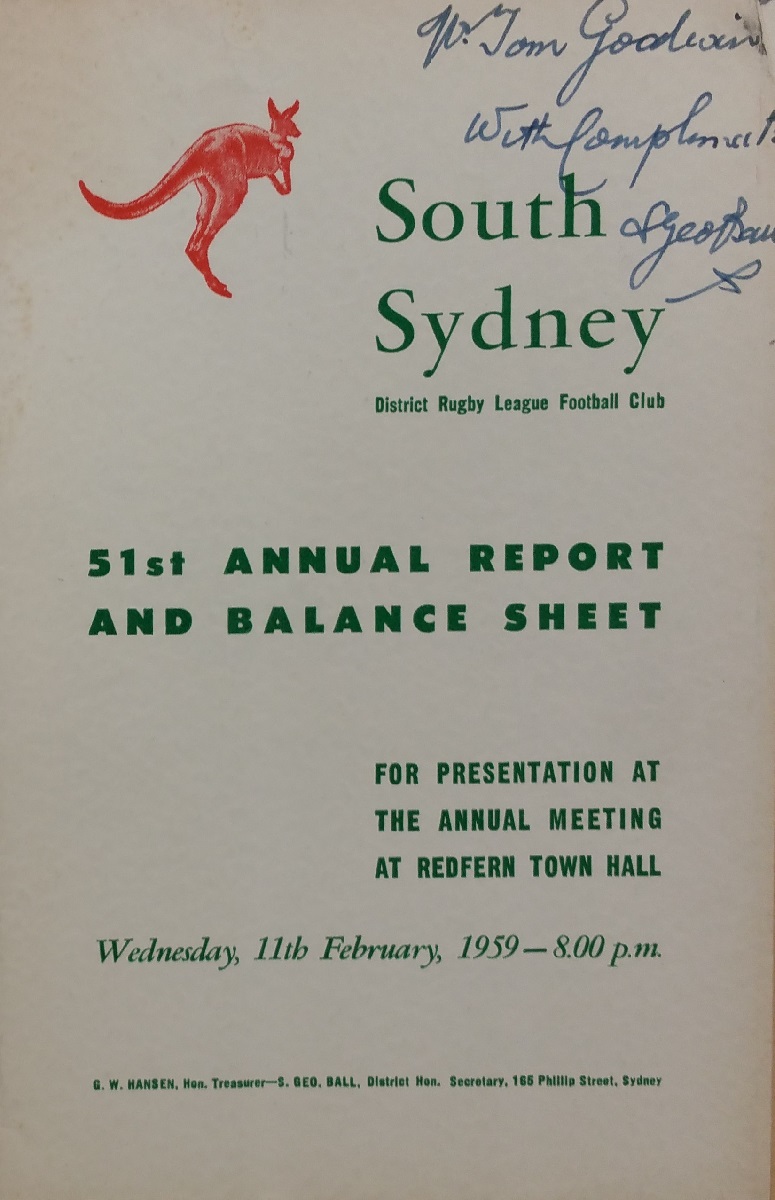 Mr. Tom Goodwin
With Compliments
South
S Geo Ball
Sydney
District Rugby League Football Club
51st ANNUAL REPORT
AND BALANCE SHEET
FOR PRESENTATION AT
THE ANNUAL MEETING
AT REDFERN TOWN HALL
Wednesday, 11th February, 1959—8.00 p.m.
G. W. HANSEN, Hon. Treasurer—S. GEO. BALL, District Hon. Secretary, 165 Phillip Street, Sydney